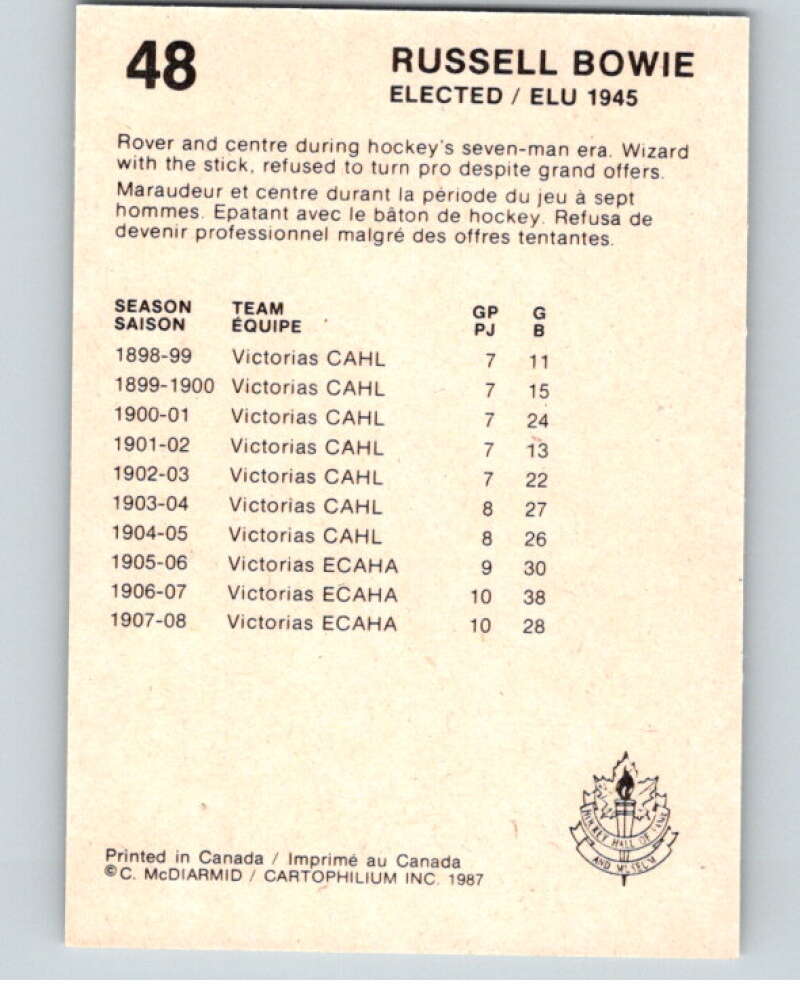 48
RUSSELL BOWIE
ELECTED / ELU 1945
Rover and centre during hockey's seven-man era. Wizard
with the stick, refused to turn pro despite grand offers.
Maraudeur et centre durant la période du jeu à sept
hommes. Epatant avec le bâton de hockey. Refusa de
devenir professionnel malgré des offres tentantes.
SEASON TEAM GP G
SAISON ÉQUIPE PJ B
1898-99 Victorias CAHL 7 11
1899-1900 Victorias CAHL 7 15
1900-01 Victorias CAHL 7 24
1901-02 Victorias CAHL 7 13
1902-03 Victorias CAHL 7 22
1903-04 Victorias CAHL 8 27
1904-05 Victorias CAHL 8 26
1905-06 Victorias ECAHA 9 30
1906-07 Victorias ECAHA 10 38
1907-08 Victorias ECAHA 10 28
HOCKEY HALL OF FAME
AND MUSEUM
Printed in Canada / Imprimé au Canada
©C. McDIARMID / CARTOPHILIUM INC. 1987